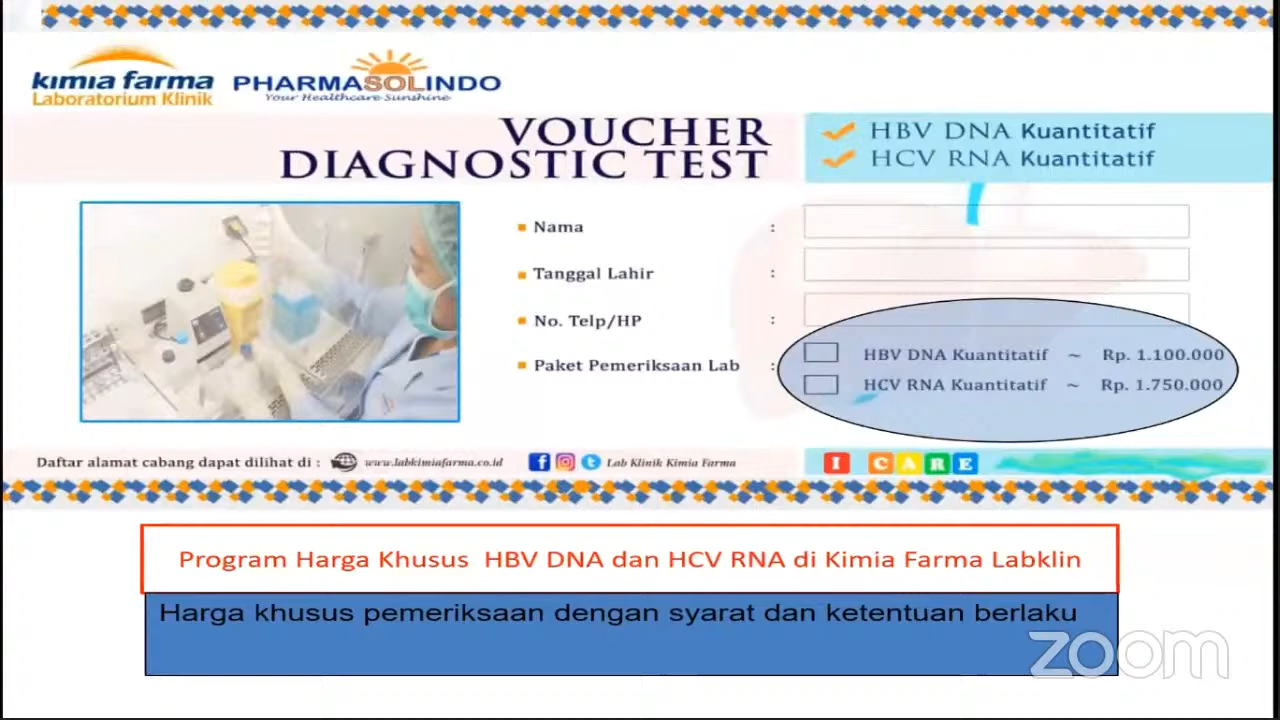 kimia farma
Laboratorium Klinik
PHARMASOLINDO
Your Healthcare Sunshine
VOUCHER
DIAGNOSTIC TEST
HBV DNA Kuantitatif
HCV RNA Kuantitatif
Nama :
Tanggal Lahir :
No. Telp/HP :
Paket Pemeriksaan Lab :
HBV DNA Kuantitatif ~ Rp. 1.100.000
HCV RNA Kuantitatif ~ Rp. 1.750.000
Daftar alamat cabang dapat dilihat di : www.labkimiafarma.co.id Lab Klinik Kimia Farma
I CARE
Program Harga Khusus HBV DNA dan HCV RNA di Kimia Farma Labklin
Harga khusus pemeriksaan dengan syarat dan ketentuan berlaku
zoom